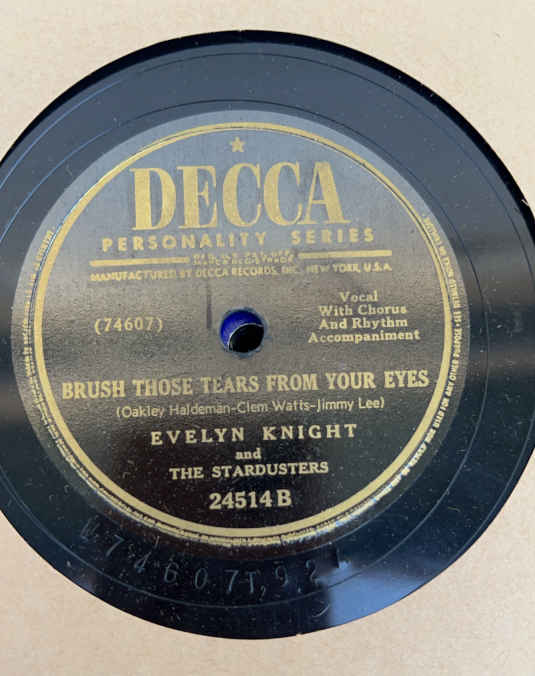 DECCA
PERSONALITY SERIES
MANUFACTURED BY DECCA RECORDS, INC., NEW YORK, U.S.A.
(74607)
Vocal
With Chorus
And Rhythm
Accompaniment
BRUSH THOSE TEARS FROM YOUR EYES
(Oakley Haldeman-Clem Watts-Jimmy Lee)
EVELYN KNIGHT
and
THE STARDUSTERS
24514 B